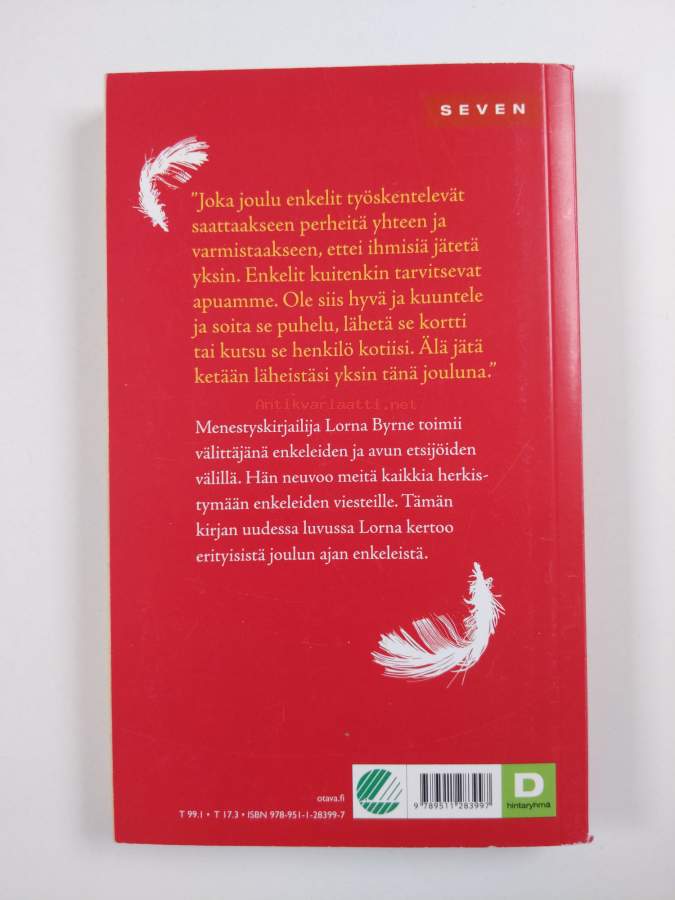 SEVEN
"Joka joulu enkelit työskentelevät
saattaakseen perheitä yhteen ja
varmistaakseen, ettei ihmisiä jätetä
yksin. Enkelit kuitenkin tarvitsevat
apuamme. Ole siis hyvä ja kuuntele
ja soita se puhelu, lähetä se kortti
tai kutsu se henkilö kotiisi. Älä jätä
ketään läheistäsi yksin tänä jouluna."
Antikvariaatti.net
Menestyskirjailija Lorna Byrne toimii
välittäjänä enkeleiden ja avun etsijöiden
välillä. Hän neuvoo meitä kaikkia herkis-
tymään enkeleiden viesteille. Tämän
kirjan uudessa luvussa Lorna kertoo
erityisistä joulun ajan enkeleistä.
otava.fi
T 99.1 • T 17.3 • ISBN 978-951-1-28399-7
9 789511 283997
D
hintaryhmä